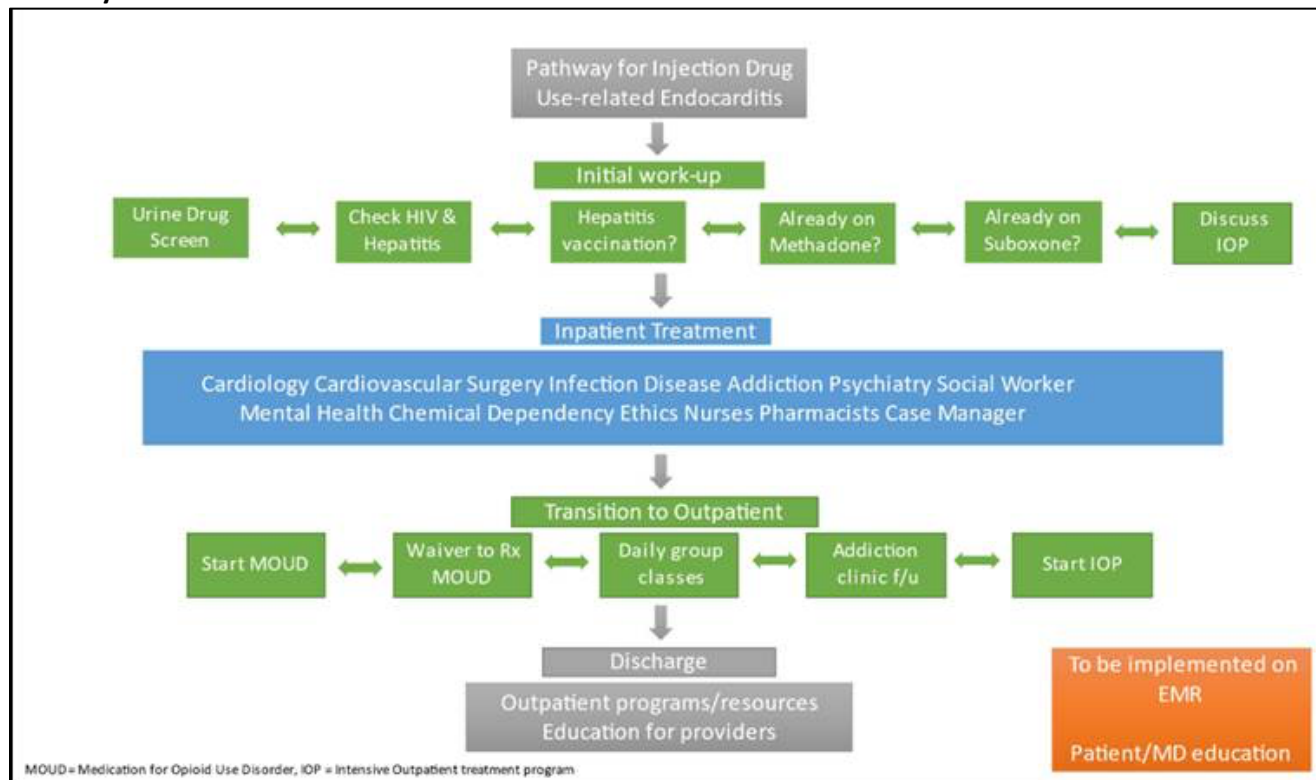 Pathway for Injection Drug
Use-related Endocarditis
Initial work-up
Urine Drug
Screen
Check HIV &
Hepatitis
Hepatitis
vaccination?
Already on
Methadone?
Already on
Suboxone?
Discuss
IOP
Inpatient Treatment
Cardiology Cardiovascular Surgery Infection Disease Addiction Psychiatry Social Worker
Mental Health Chemical Dependency Ethics Nurses Pharmacists Case Manager
Transition to Outpatient
Start MOUD
Waiver to Rx
MOUD
Daily group
classes
Addiction
clinic f/u
Start IOP
Discharge
Outpatient programs/resources
Education for providers
To be implemented on
EMR
Patient/MD education
MOUD= Medication for Opioid Use Disorder, IOP = Intensive Outpatient treatment program